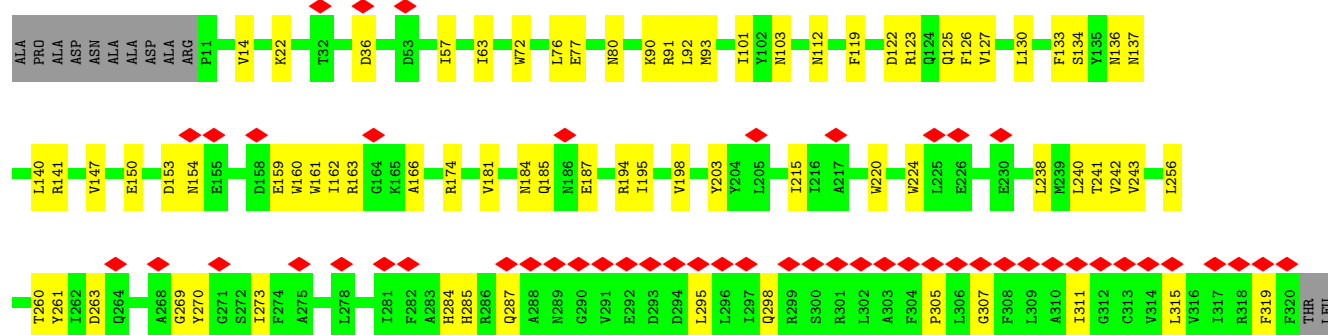 ALA PRO ALA ASP ASN ALA ALA ASP ALA ARG P11 V14 K22 T32 D36 D53 I57 I63 W72 L76 E77 N80 K90 R91 L92 M93 I101 Y102 N103 N112 F119 D122 R123 Q124 Q125 F126 V127 L130 F133 S134 Y135 N136 N137
L140 R141 V147 E150 D153 N154 E155 D158 E159 W160 W161 I162 R163 G164 K165 A166 R174 V181 N184 Q185 N186 E187 R194 I195 V198 Y203 Y204 L205 I215 I216 A217 W220 W224 L225 E226 E230 L238 M239 L240 T241 V242 V243 L256
T260 Y261 I262 D263 Q264 A268 G269 Y270 G271 S272 I273 F274 A275 L278 I281 F282 A283 H284 H285 R286 Q287 A288 N289 G290 V291 E292 D293 D294 L295 L296 I297 Q298 R299 S300 R301 L302 A303 F304 P305 L306 G307 F308 L309 A310 I311 G312 C313 V314 L315 V316 I317 R318 F319 F320 THR LEU